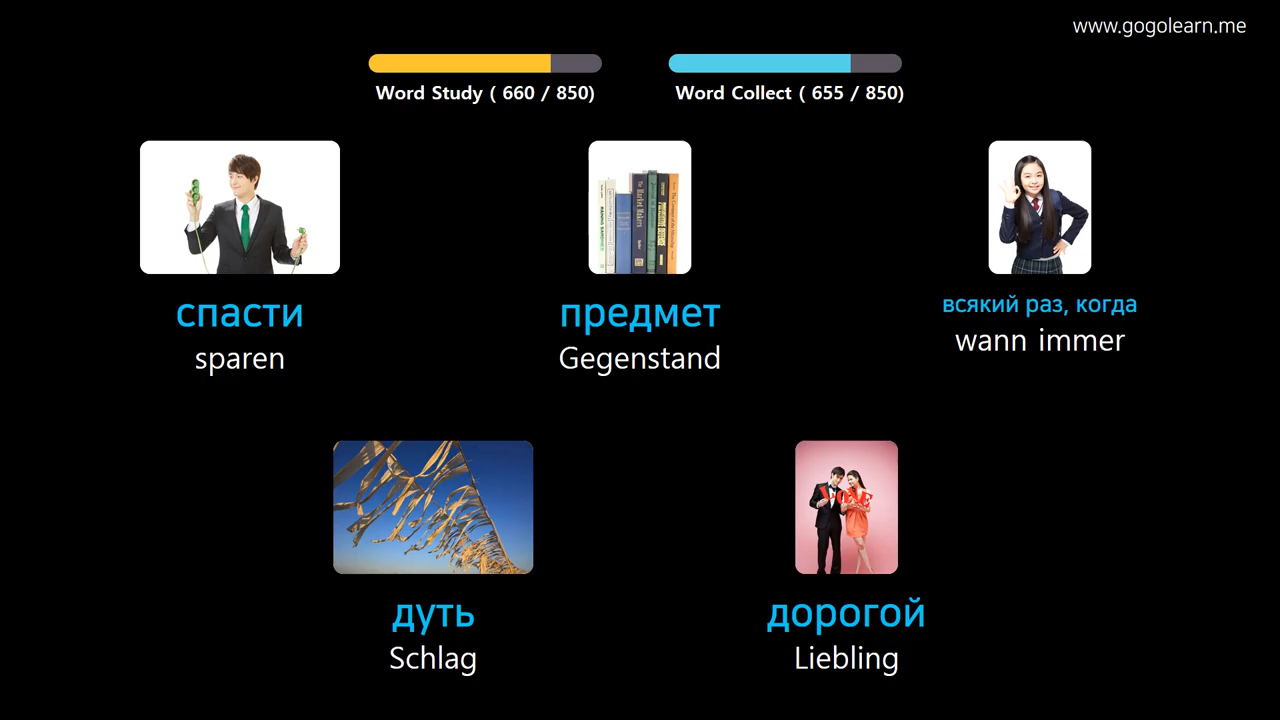 www.gogolearn.me
Word Study ( 660 / 850)
Word Collect ( 655 / 850)
спасти
sparen
предмет
Gegenstand
всякий раз, когда
wann immer
дуть
Schlag
дорогой
Liebling